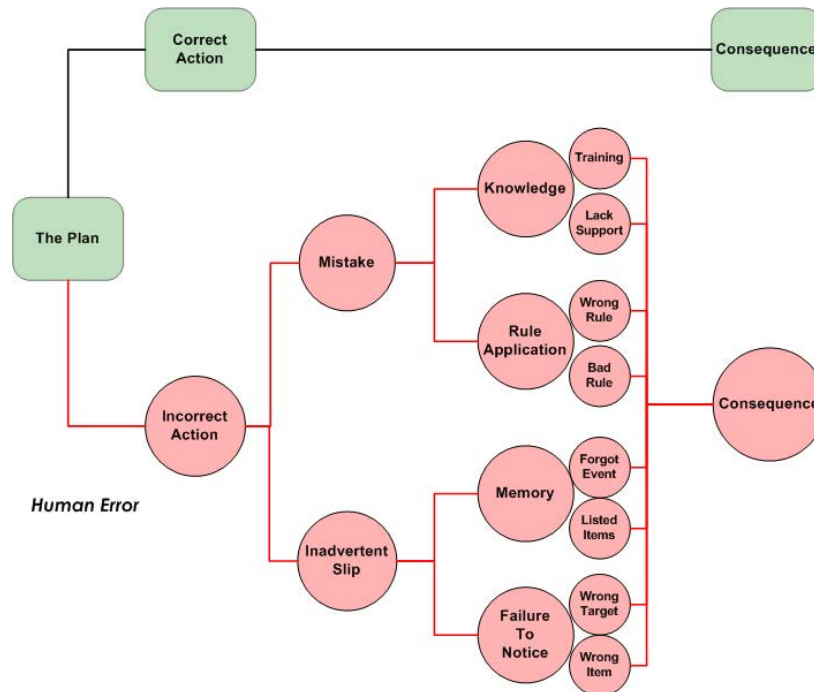 Correct
Action
Consequence
Training
Knowledge
Lack
Support
The Plan
Mistake
Wrong
Rule
Rule
Application
Bad
Rule
Incorrect
Action
Consequence
Forgot
Event
Memory
Human Error
Listed
Items
Inadvertent
Slip
Wrong
Target
Failure
To
Notice
Wrong
Item